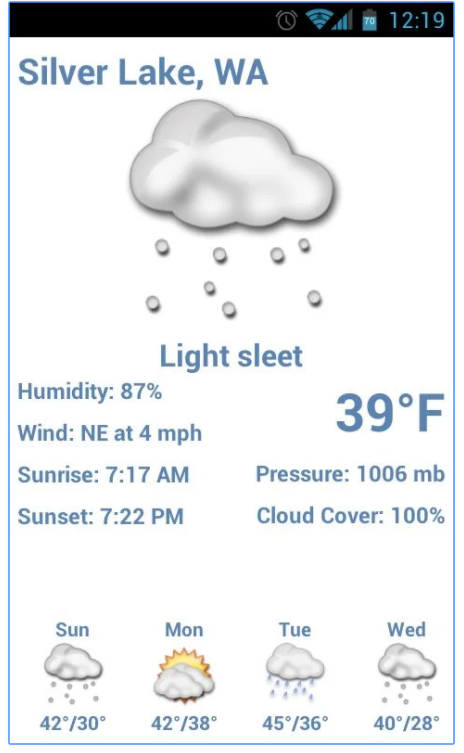 70 12:19
Silver Lake, WA
Light sleet
Humidity: 87%
39°F
Wind: NE at 4 mph
Sunrise: 7:17 AM Pressure: 1006 mb
Sunset: 7:22 PM Cloud Cover: 100%
Sun Mon Tue Wed
42°/30° 42°/38° 45°/36° 40°/28°